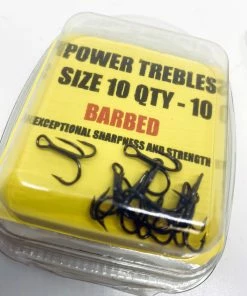 POWER TREBLES
SIZE 10 QTY - 10
BARBED
EXCEPTIONAL SHARPNESS AND STRENGTH